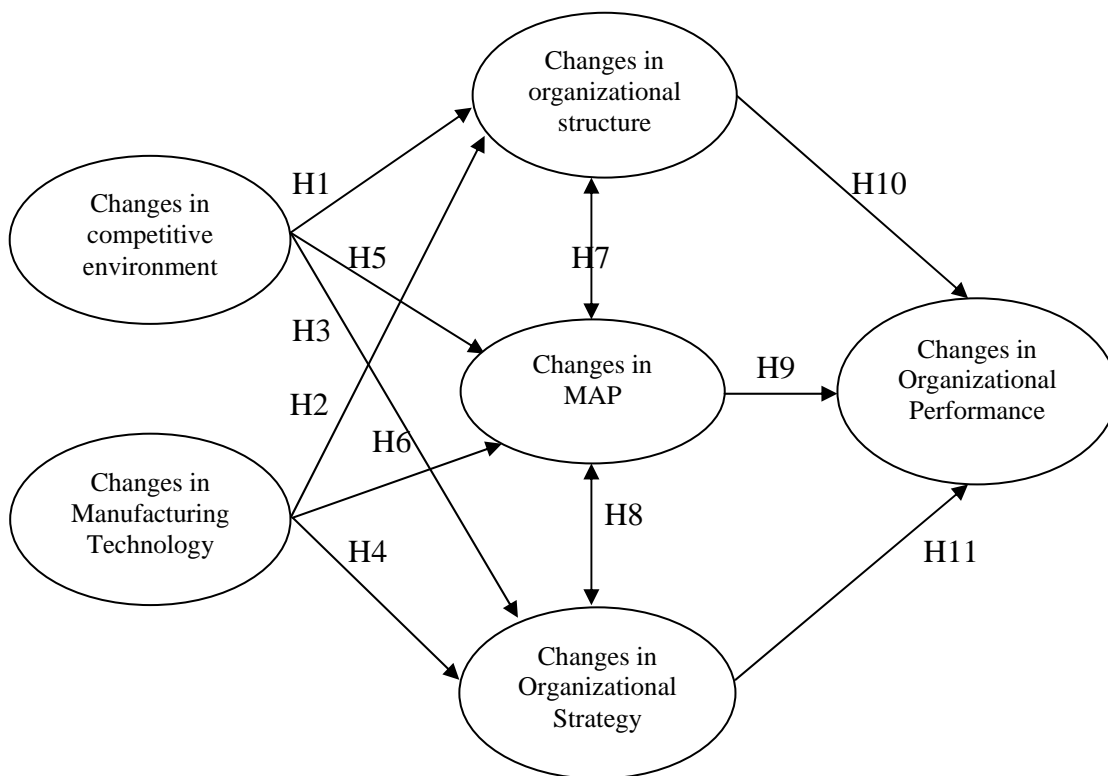 Changes in
organizational
structure
H1
H10
Changes in
competitive
environment
H5
H7
H3
Changes in
MAP
H9
Changes in
Organizational
Performance
H2
H6
Changes in
Manufacturing
Technology
H4
H8
H11
Changes in
Organizational
Strategy